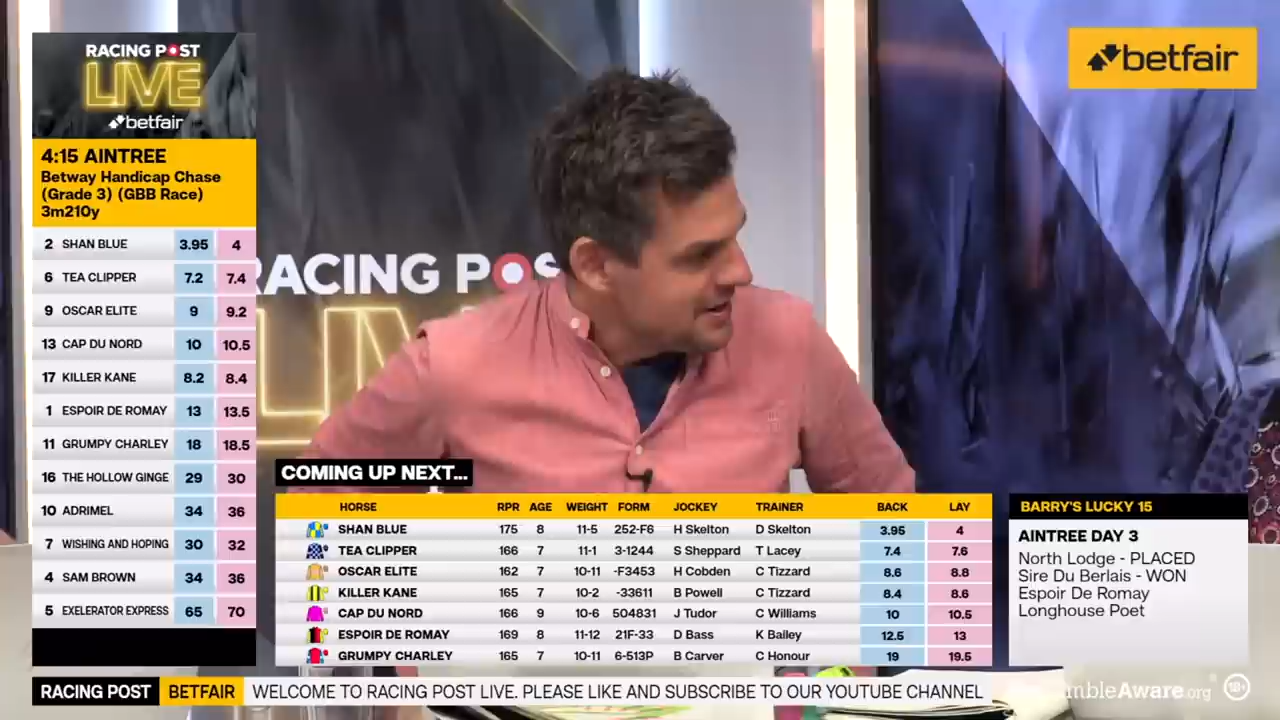 RACING POST
LIVE
betfair
4:15 AINTREE
Betway Handicap Chase
(Grade 3) (GBB Race)
3m210y
2 SHAN BLUE 3.95 4
6 TEA CLIPPER 7.2 7.4
9 OSCAR ELITE 9 9.2
13 CAP DU NORD 10 10.5
17 KILLER KANE 8.2 8.4
1 ESPOIR DE ROMAY 13 13.5
11 GRUMPY CHARLEY 18 18.5
16 THE HOLLOW GINGE 29 30
10 ADRIMEL 34 36
7 WISHING AND HOPING 30 32
4 SAM BROWN 34 36
5 EXELERATOR EXPRESS 65 70
betfair
RACING POS
LIV
COMING UP NEXT...
HORSE RPR AGE WEIGHT FORM JOCKEY TRAINER BACK LAY
SHAN BLUE 175 8 11-5 252-F6 H Skelton D Skelton 3.95 4
TEA CLIPPER 166 7 11-1 3-1244 S Sheppard T Lacey 7.4 7.6
OSCAR ELITE 162 7 10-11 -F3453 H Cobden C Tizzard 8.6 8.8
KILLER KANE 165 7 10-2 -33611 B Powell C Tizzard 8.4 8.6
CAP DU NORD 166 9 10-6 504831 J Tudor C Williams 10 10.5
ESPOIR DE ROMAY 169 8 11-12 21F-33 D Bass K Bailey 12.5 13
GRUMPY CHARLEY 165 7 10-11 6-513P B Carver C Honour 19 19.5
BARRY'S LUCKY 15
AINTREE DAY 3
North Lodge - PLACED
Sire Du Berlais - WON
Espoir De Romay
Longhouse Poet
RACING POST BETFAIR WELCOME TO RACING POST LIVE. PLEASE LIKE AND SUBSCRIBE TO OUR YOUTUBE CHANNEL
mbleAware.org 18+